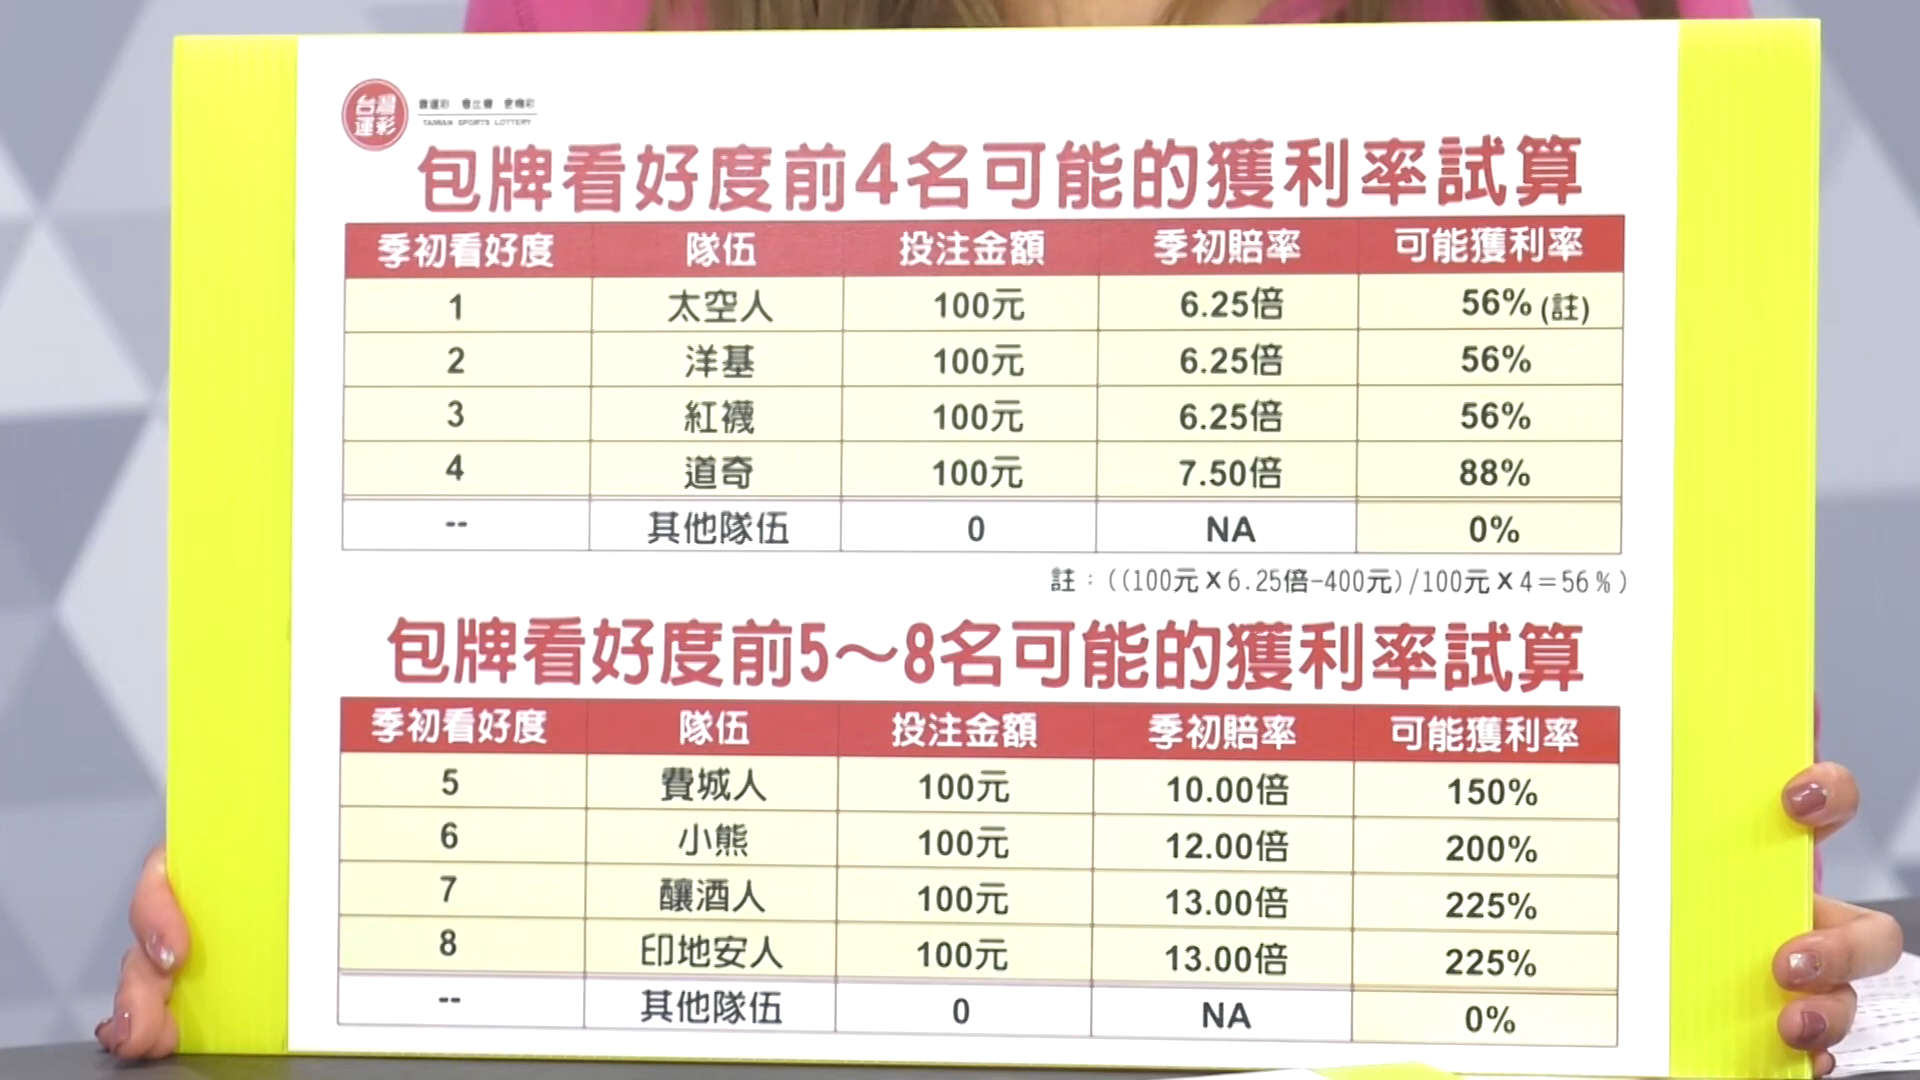 台灣
運彩
TAIWAN SPORTS LOTTERY
包牌看好度前4名可能的獲利率試算
季初看好度 隊伍 投注金額 季初賠率 可能獲利率
1 太空人 100元 6.25倍 56% (註)
2 洋基 100元 6.25倍 56%
3 紅襪 100元 6.25倍 56%
4 道奇 100元 7.50倍 88%
-- 其他隊伍 0 NA 0%
註：((100元X6.25倍-400元)/100元X4=56%)
包牌看好度前5～8名可能的獲利率試算
季初看好度 隊伍 投注金額 季初賠率 可能獲利率
5 費城人 100元 10.00倍 150%
6 小熊 100元 12.00倍 200%
7 釀酒人 100元 13.00倍 225%
8 印地安人 100元 13.00倍 225%
-- 其他隊伍 0 NA 0%